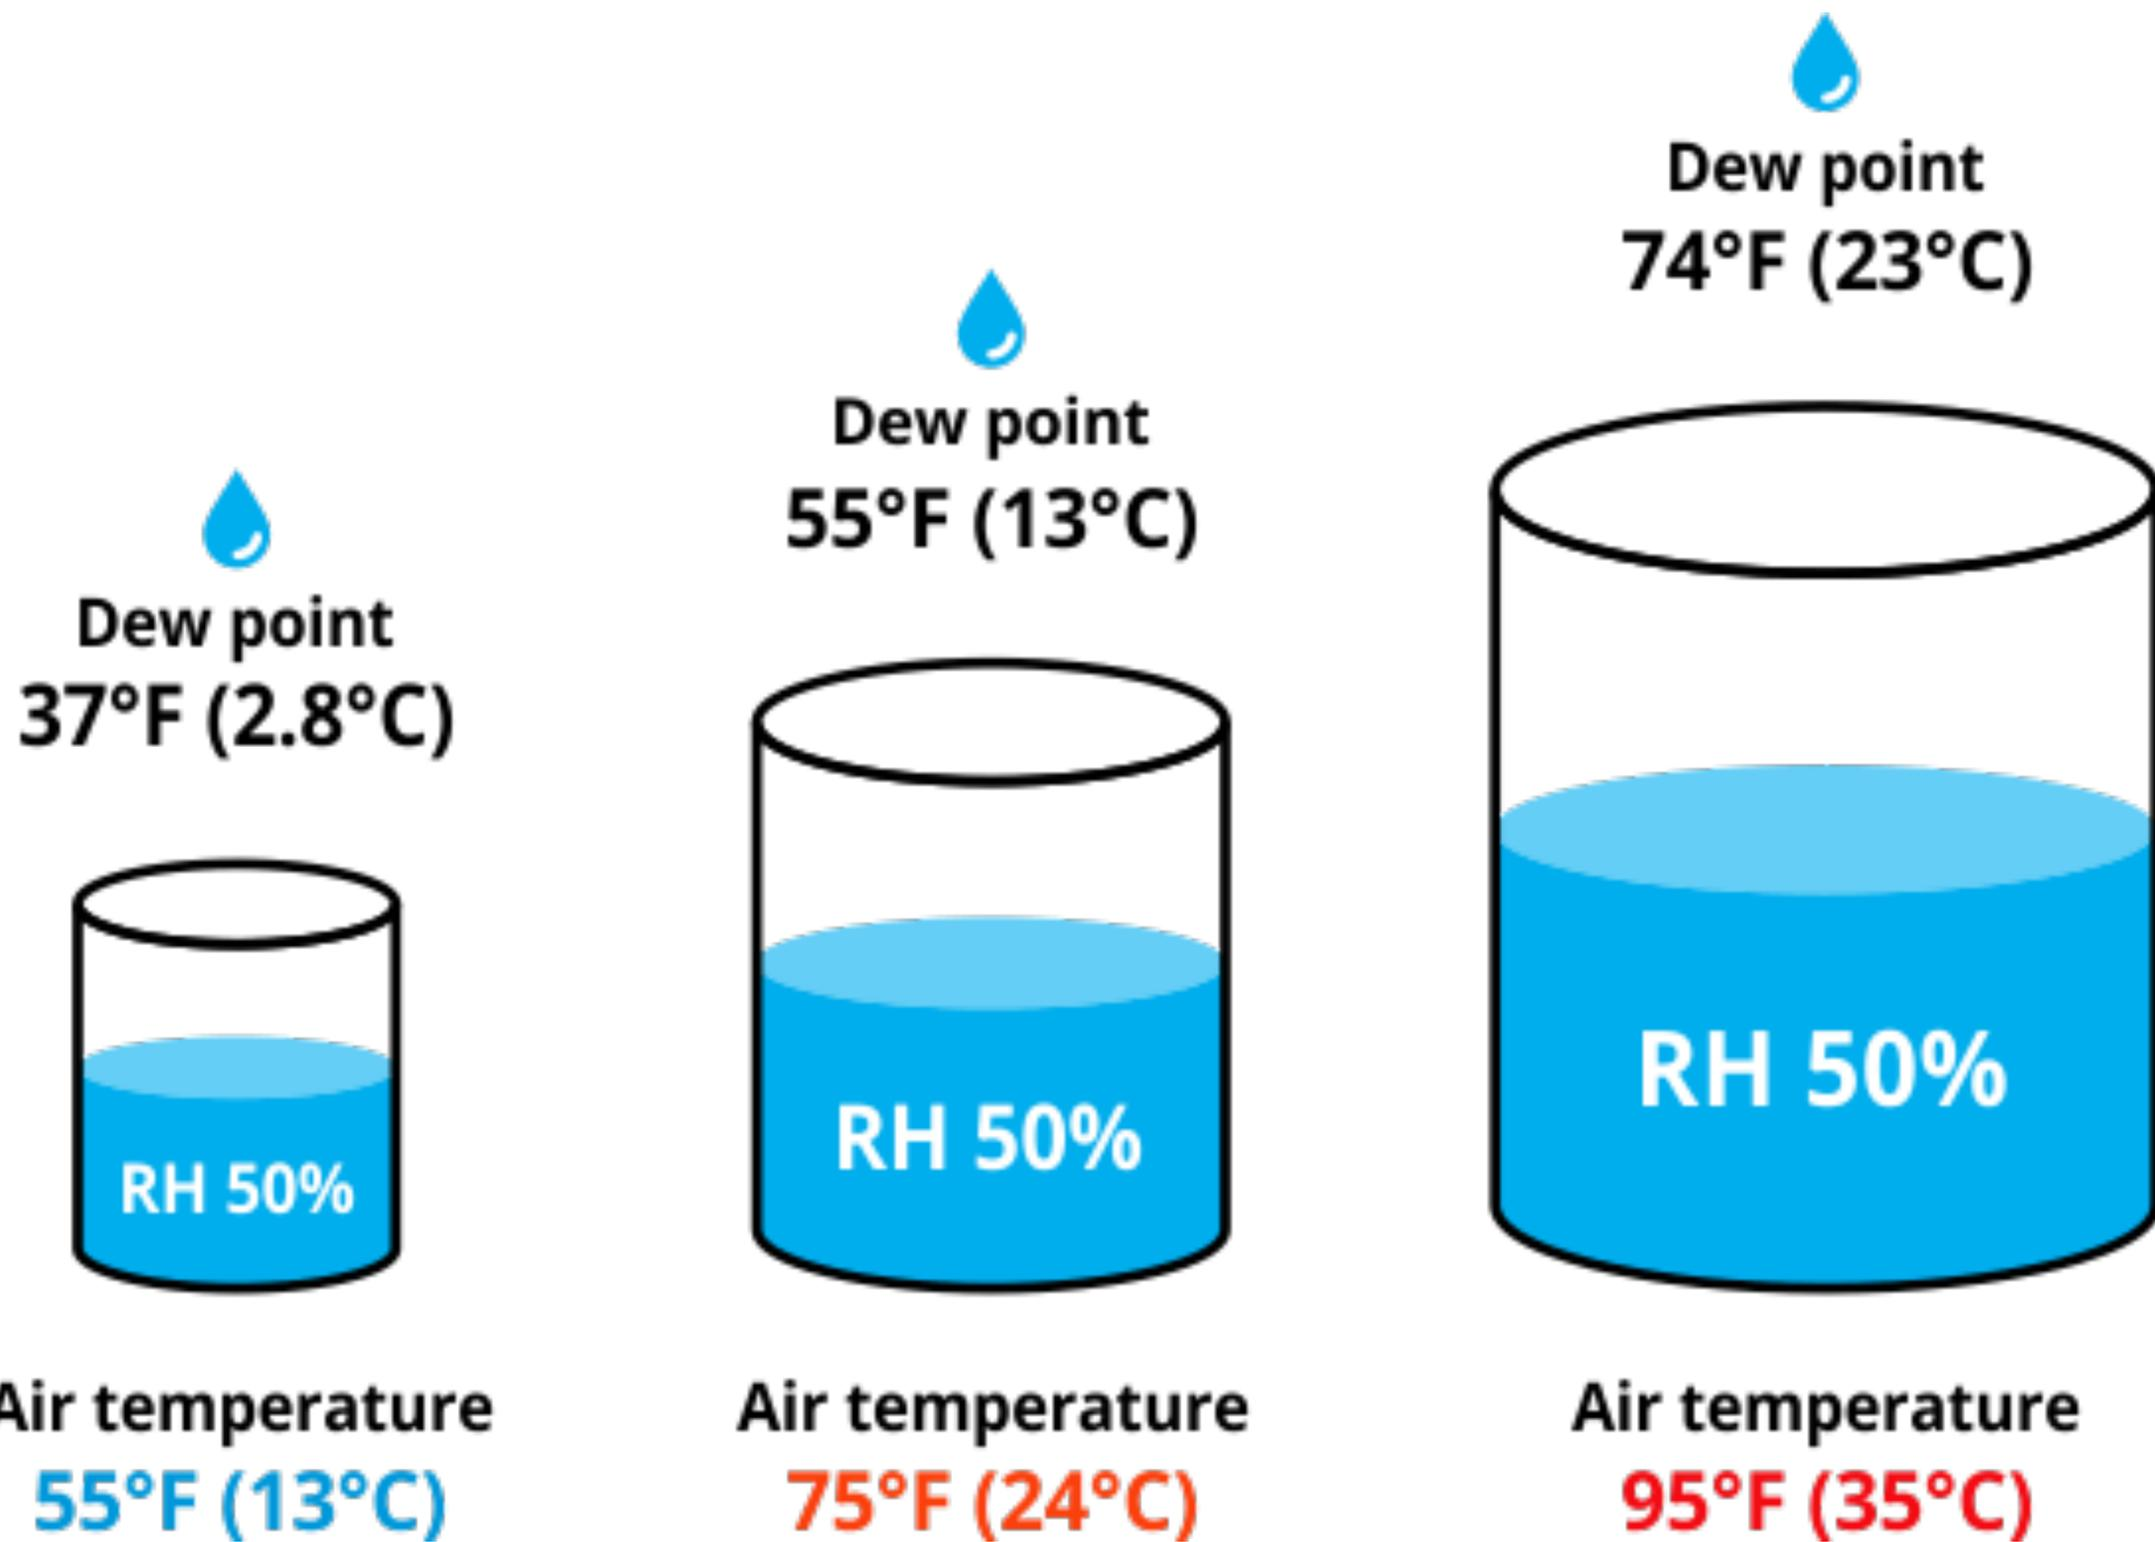 Dew point
37°F (2.8°C)
RH 50%
Air temperature
55°F (13°C)
Dew point
55°F (13°C)
RH 50%
Air temperature
75°F (24°C)
Dew point
74°F (23°C)
RH 50%
Air temperature
95°F (35°C)